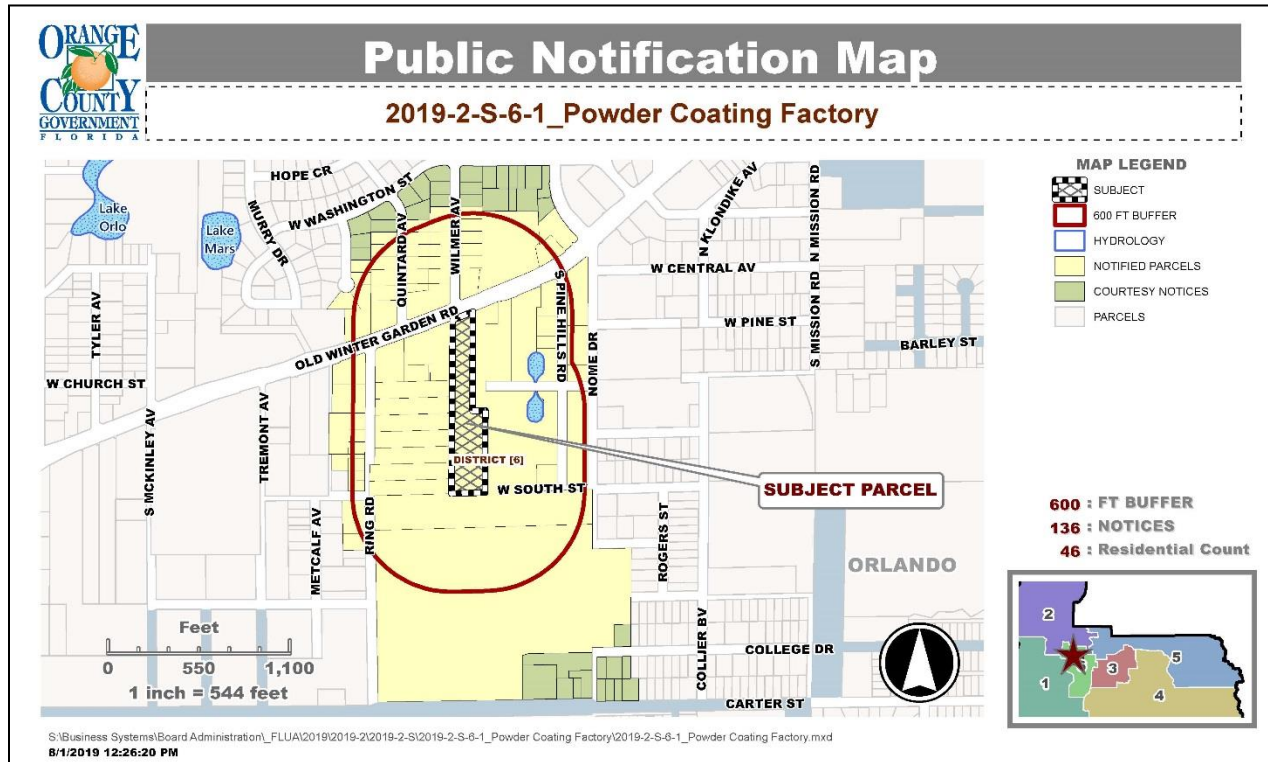 ORANGE
COUNTY
GOVERNMENT
FLORIDA
Public Notification Map
2019-2-S-6-1_Powder Coating Factory
Lake
Orlo
Lake
Mars
HOPE CR
W WASHINGTON ST
MURRY DR
QUINTARD AV
WILMER AV
S PINE HILLS RD
N KLONDIKE AV
N MISSION RD
W CENTRAL AV
W PINE ST
S MISSION RD
BARLEY ST
TYLER AV
OLD WINTER GARDEN RD
NOME DR
W CHURCH ST
S MCKINLEY AV
TREMONT AV
DISTRICT [6]
W SOUTH ST
SUBJECT PARCEL
METCALF AV
RING RD
ROGERS ST
ORLANDO
COLLIER BV
COLLEGE DR
CARTER ST
Feet
0 550 1,100
1 inch = 544 feet
MAP LEGEND
SUBJECT
600 FT BUFFER
HYDROLOGY
NOTIFIED PARCELS
COURTESY NOTICES
PARCELS
600 : FT BUFFER
136 : NOTICES
46 : Residential Count
2
1
3
5
4
S:\Business Systems\Board Administration\_FLUA\2019\2019-2\2019-2-S\2019-2-S-6-1_Powder Coating Factory\2019-2-S-6-1_Powder Coating Factory.mxd
8/1/2019 12:26:20 PM